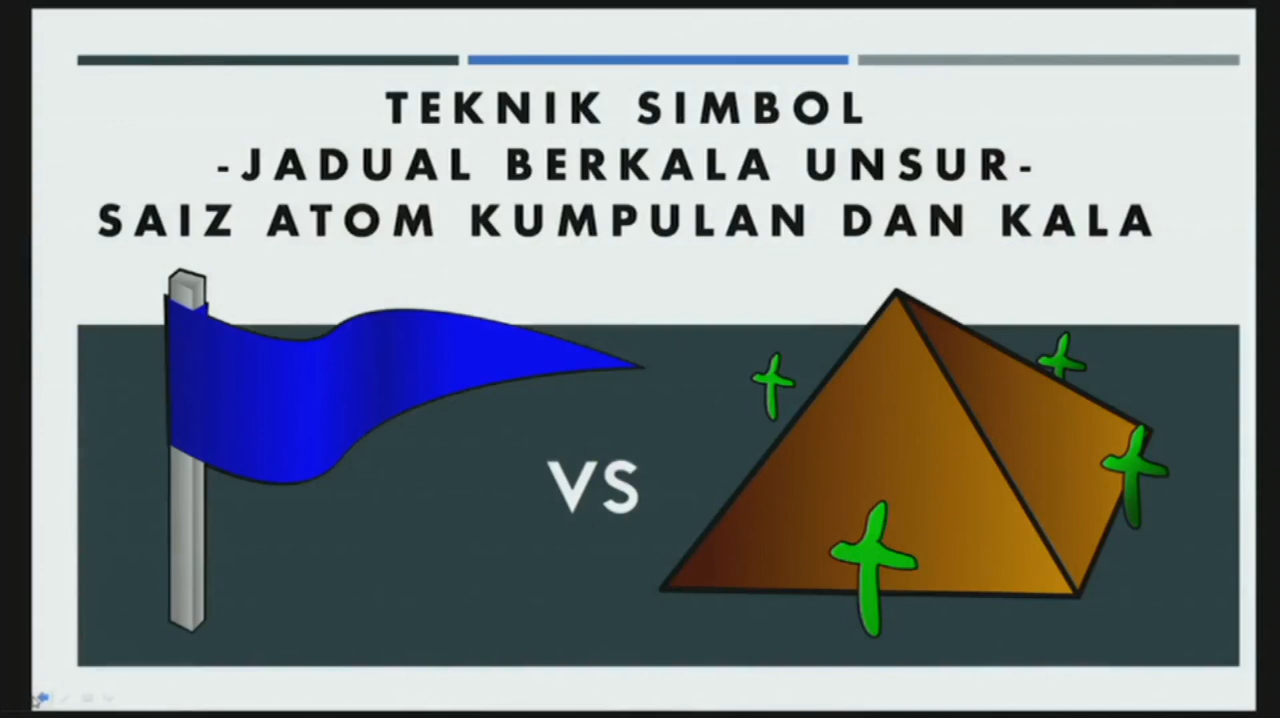 TEKNIK SIMBOL
-JADUAL BERKALA UNSUR-
SAIZ ATOM KUMPULAN DAN KALA
VS